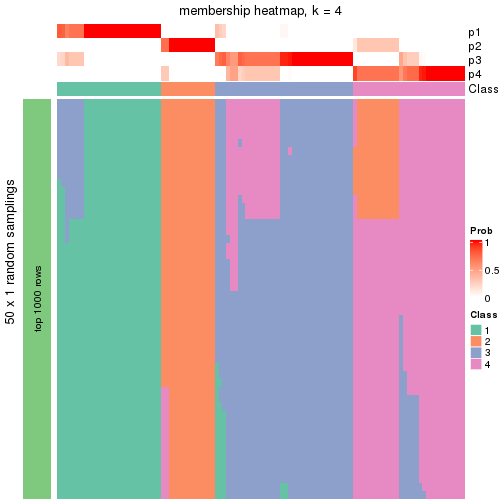 membership heatmap, k = 4
p1
p2
p3
p4
Class
50 x 1 random samplings
top 1000 rows
Prob
1
0.5
0
Class
1
2
3
4